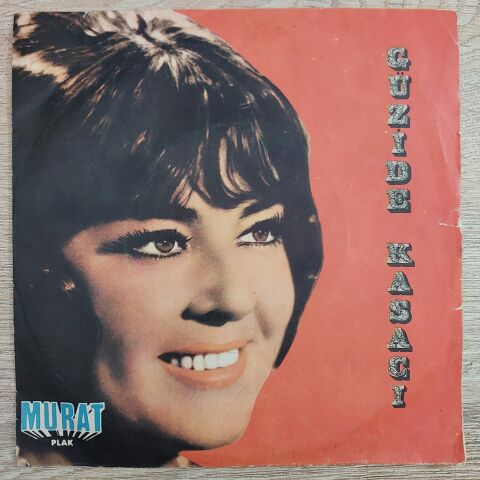 GÜZİDE KASACI
MURAT
PLAK